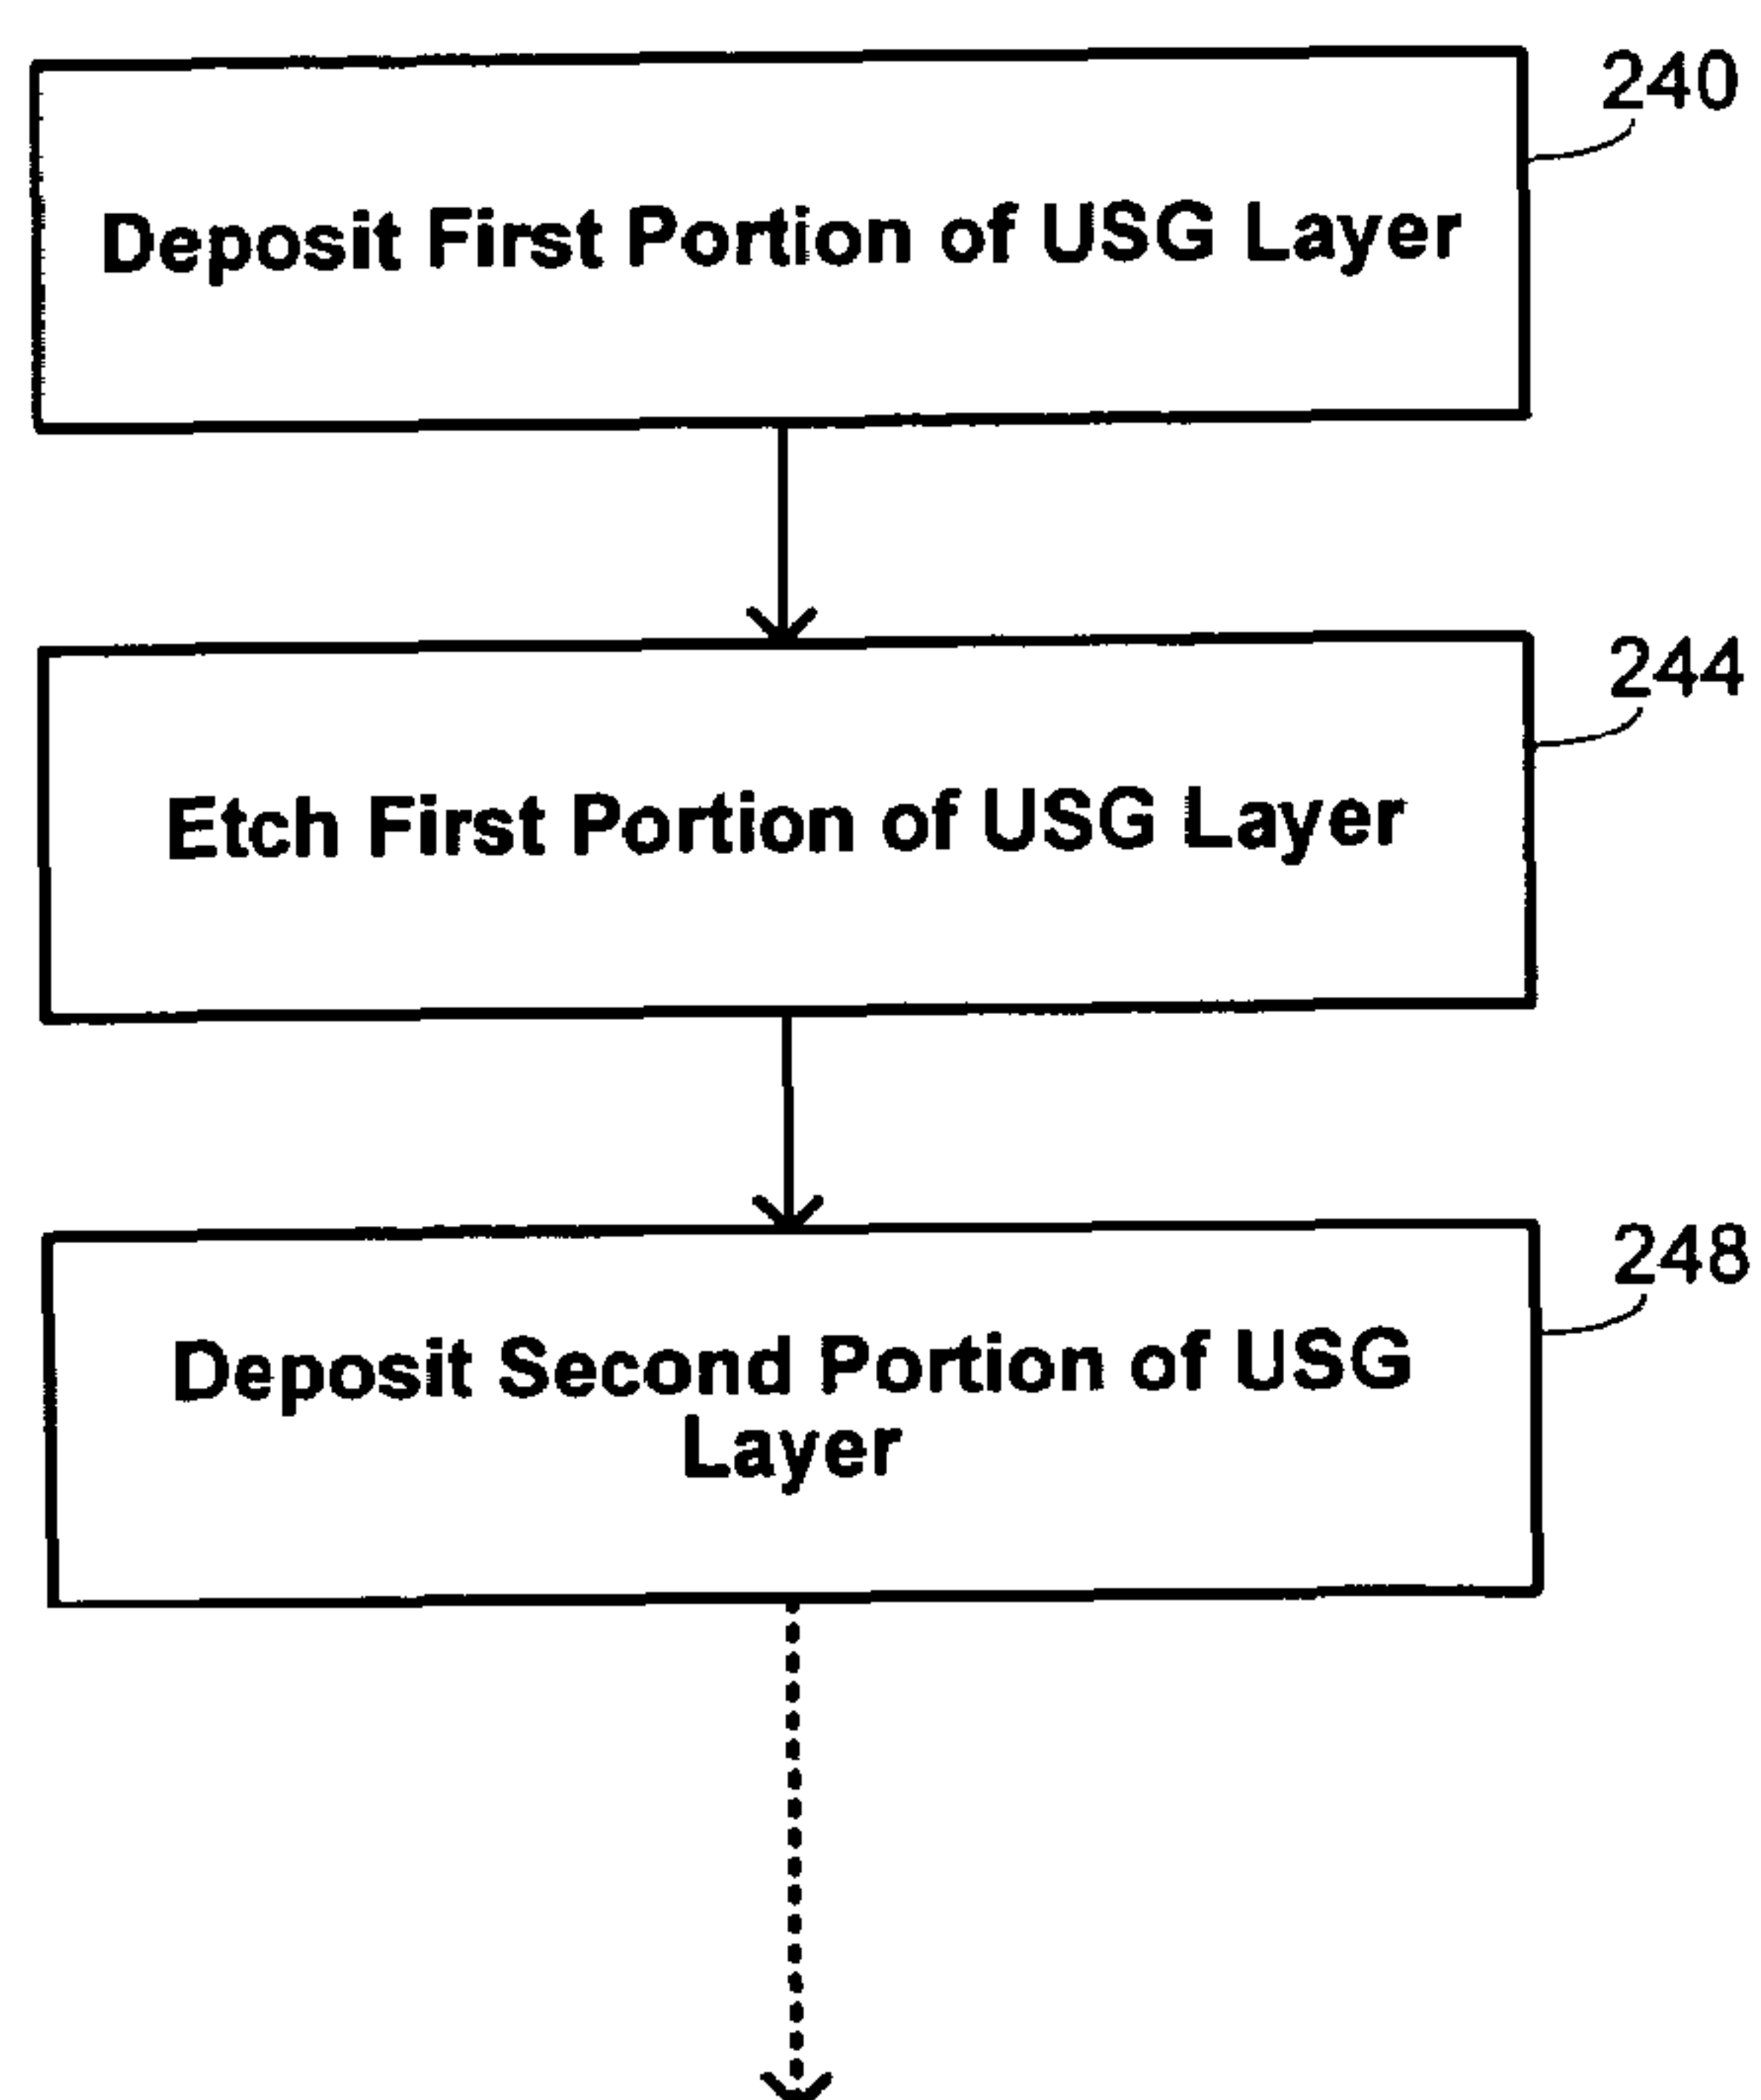 240
Deposit First Portion of USG Layer
244
Etch First Portion of USG Layer
248
Deposit Second Portion of USG
Layer